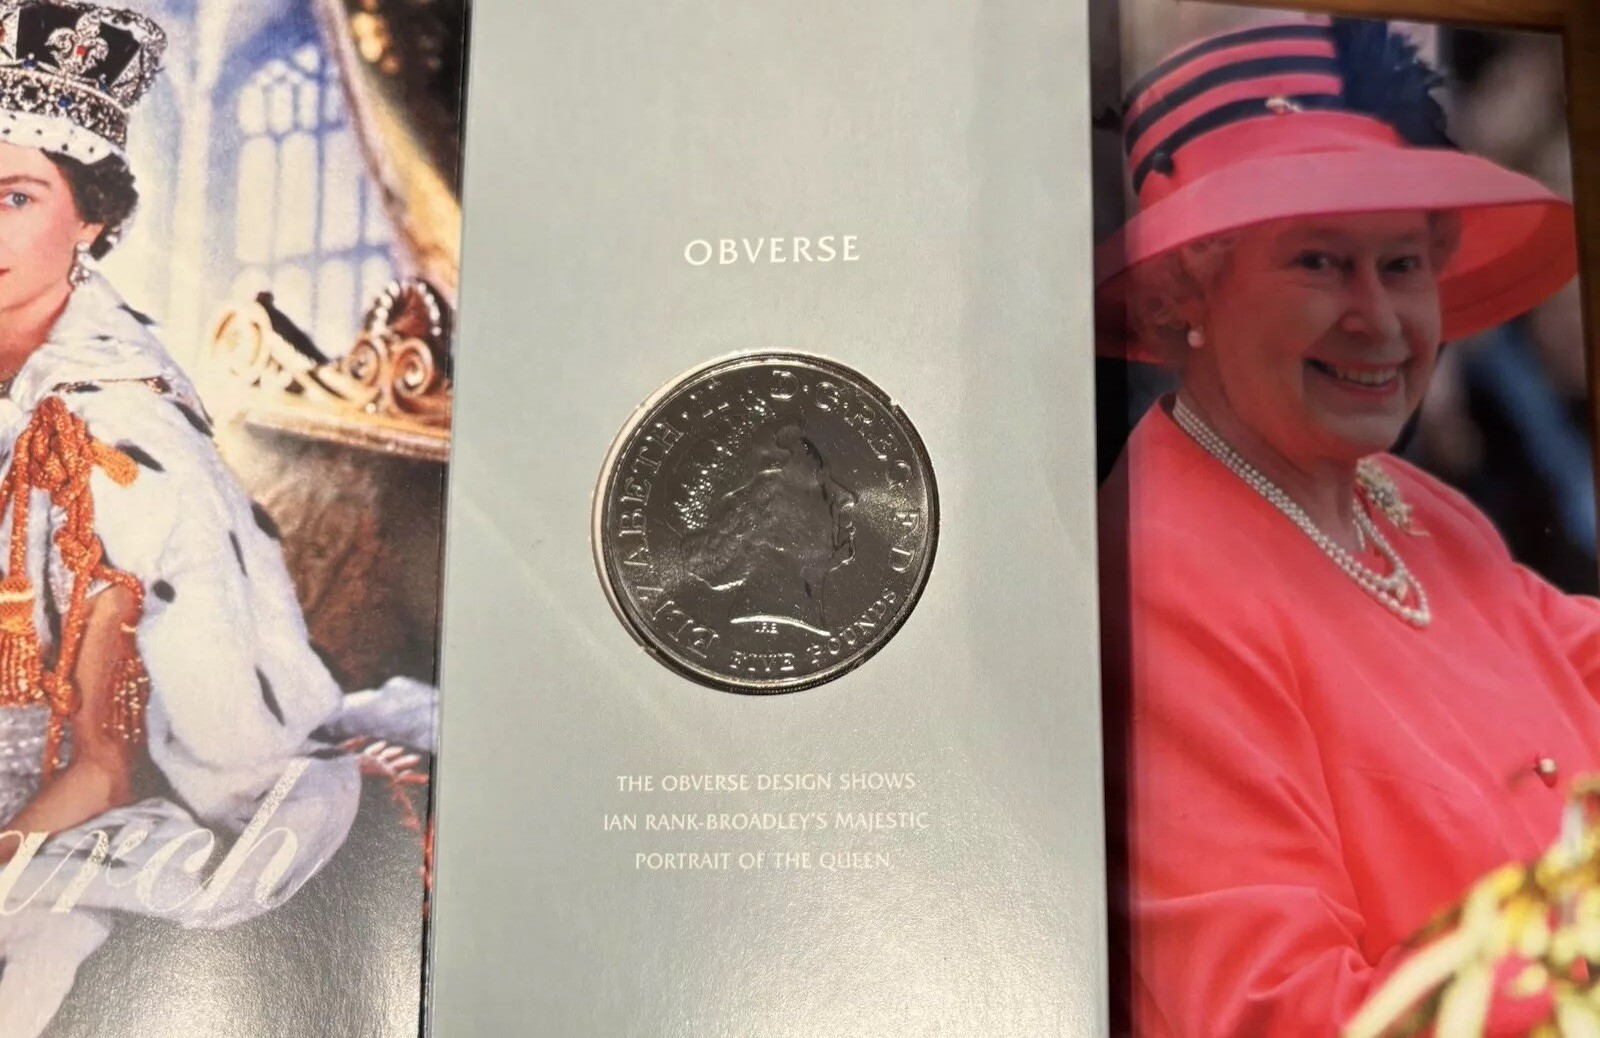 OBVERSE
ELIZABETH · II D · G · REG F · D
FIVE POUNDS
IRB
THE OBVERSE DESIGN SHOWS
IAN RANK-BROADLEY'S MAJESTIC
PORTRAIT OF THE QUEEN
arch